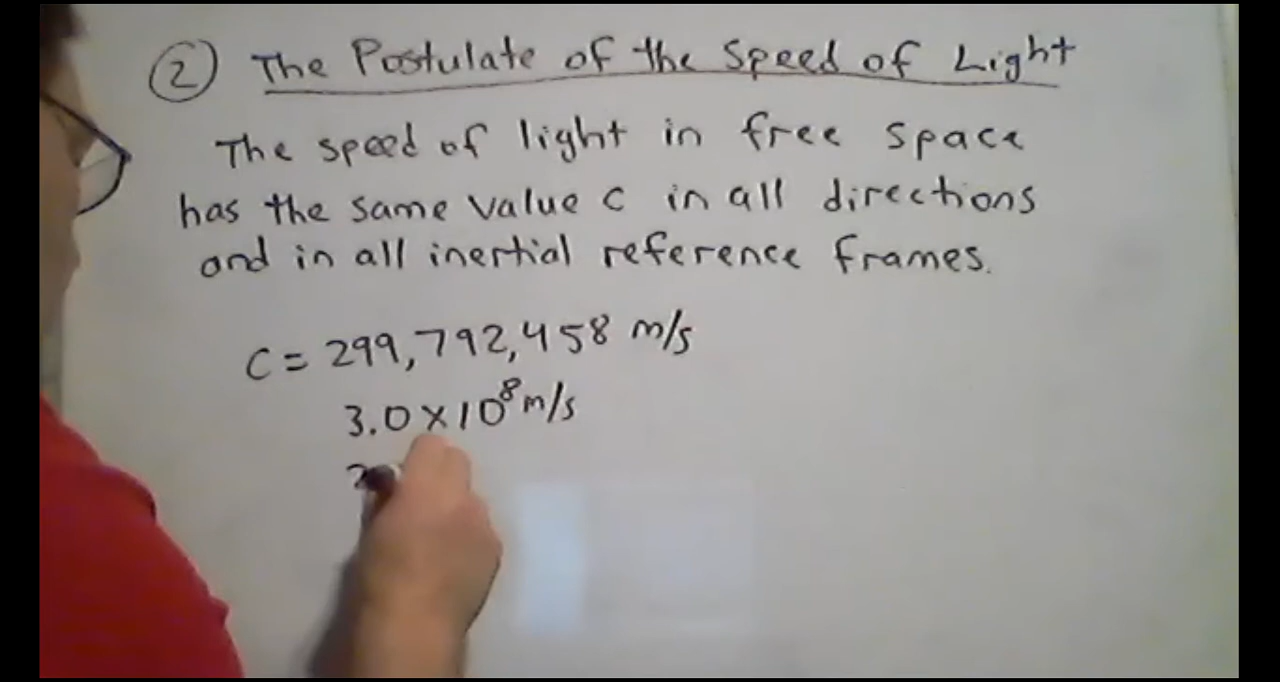 ② The Postulate of the Speed of Light
The speed of light in free space
has the same value c in all directions
and in all inertial reference frames.
C = 299,792,458 m/s
3.0 × 10⁸ m/s